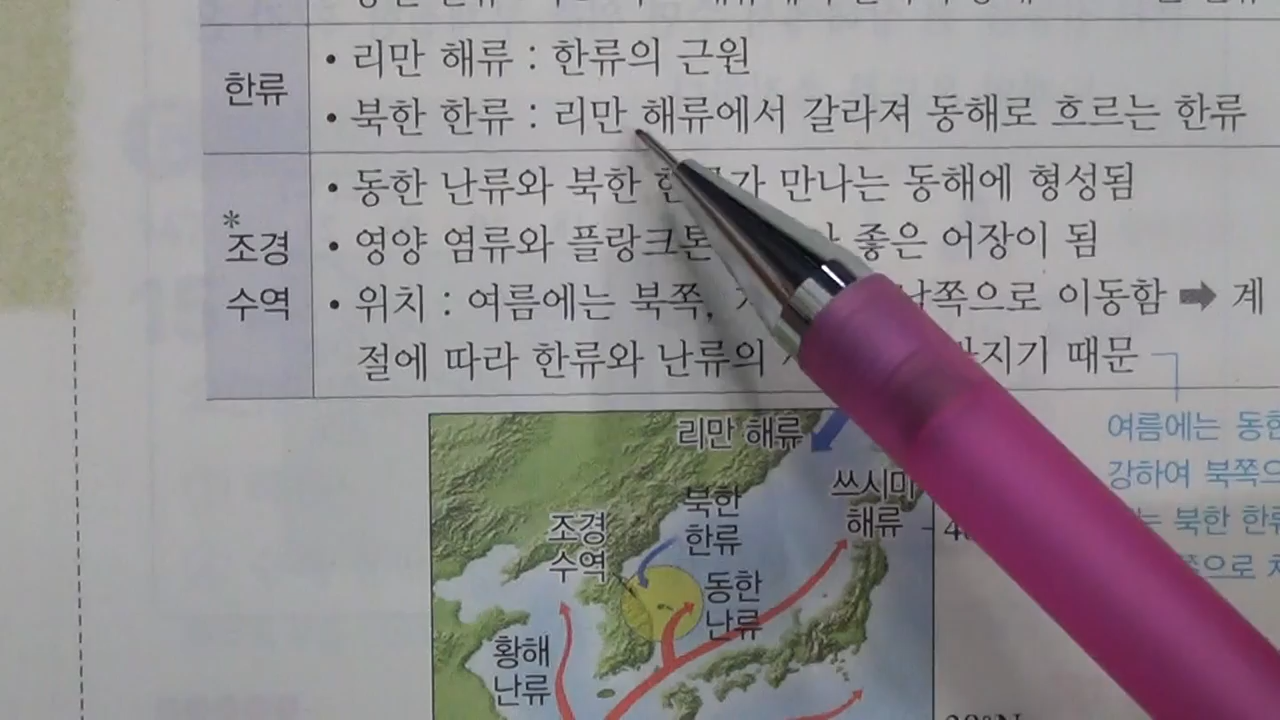 한류
• 리만 해류 : 한류의 근원
• 북한 한류 : 리만 해류에서 갈라져 동해로 흐르는 한류
*조경
수역
• 동한 난류와 북한 가 만나는 동해에 형성됨
• 영양 염류와 플랑크톤 좋은 어장이 됨
• 위치 : 여름에는 북쪽, 남쪽으로 이동함 ➡ 계
절에 따라 한류와 난류의 때문
여름에는 동한
강하여 북쪽으
북한 한류
쪽으로
리만 해류
쓰시마
해류
북한
한류
조경
수역
동한
난류
황해
난류